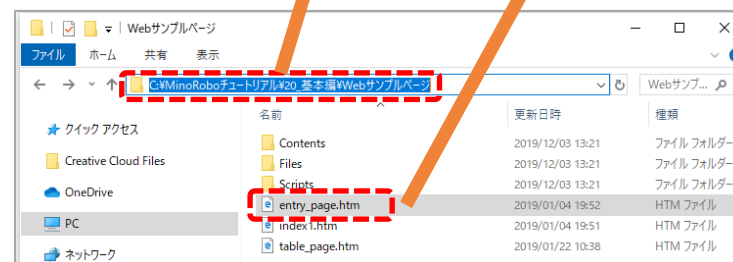 Webサンプルページ
ファイル ホーム 共有 表示
C:¥MinoRoboチュートリアル¥20_基本編¥Webサンプルページ Webサンプ...
名前 更新日時 種類
クイック アクセス
Creative Cloud Files
OneDrive
PC
ネットワーク
Contents 2019/12/03 13:21 ファイル フォルダー
Files 2019/12/03 13:21 ファイル フォルダー
Scripts 2019/12/03 13:21 ファイル フォルダー
entry_page.htm 2019/01/04 19:52 HTM ファイル
index1.htm 2019/01/04 19:51 HTM ファイル
table_page.htm 2019/01/22 10:38 HTM ファイル